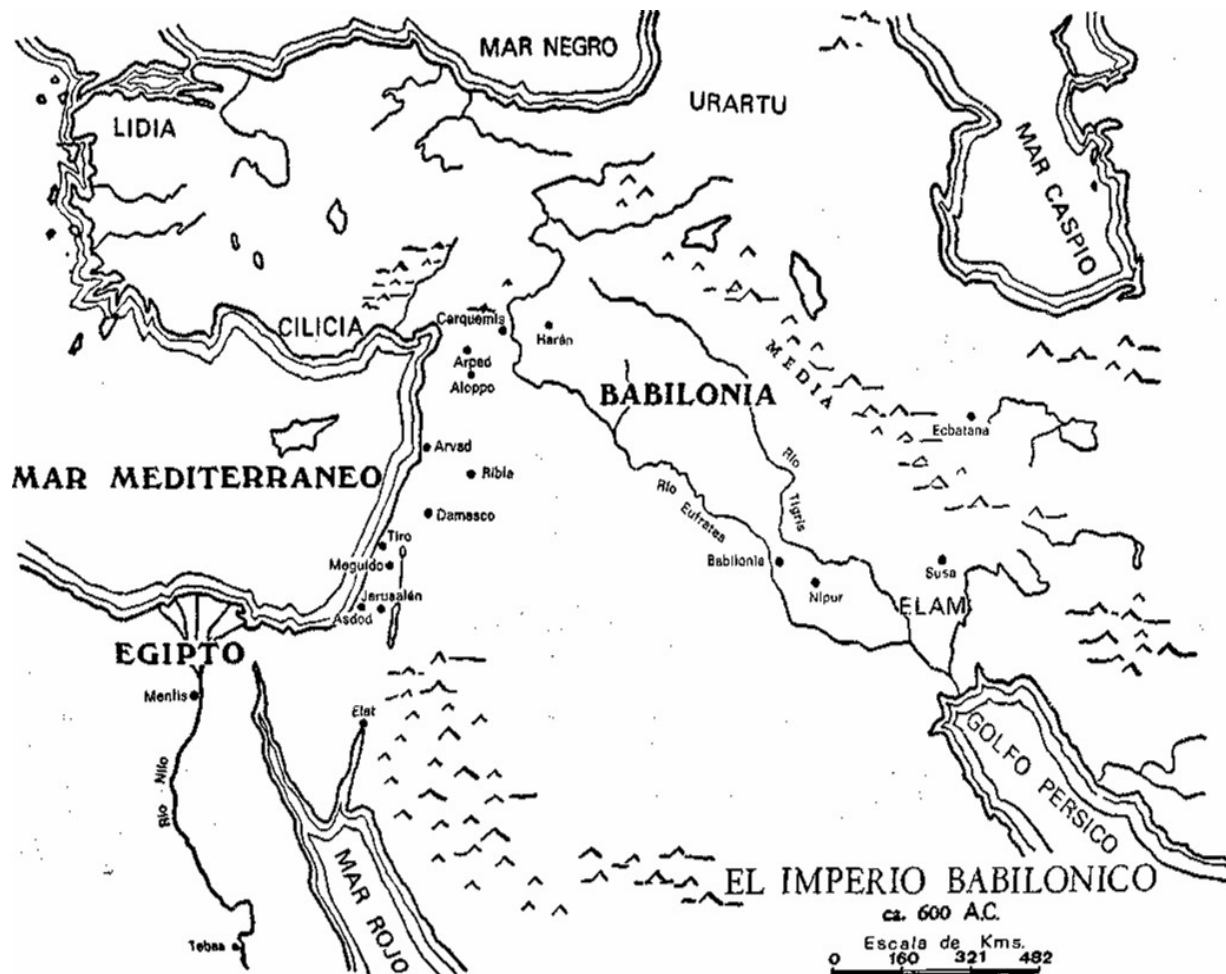 MAR NEGRO
URARTU
LIDIA
MAR CASPIO
CILICIA
Carquemis
Harán
Arpad
Aloppo
MEDIA
BABILONIA
Ecbatana
Arvad
MAR MEDITERRANEO
Ribla
Río Tigris
Río Eufrates
Damasco
Tiro
Meguido
Babilonia
Susa
Nipur
Jerusalén
Asdod
ELAM
EGIPTO
Menfis
Elat
GOLFO PERSICO
Río Nilo
MAR ROJO
EL IMPERIO BABILONICO
ca. 600 A.C.
Tebas
Escala de Kms.
0 160 321 482